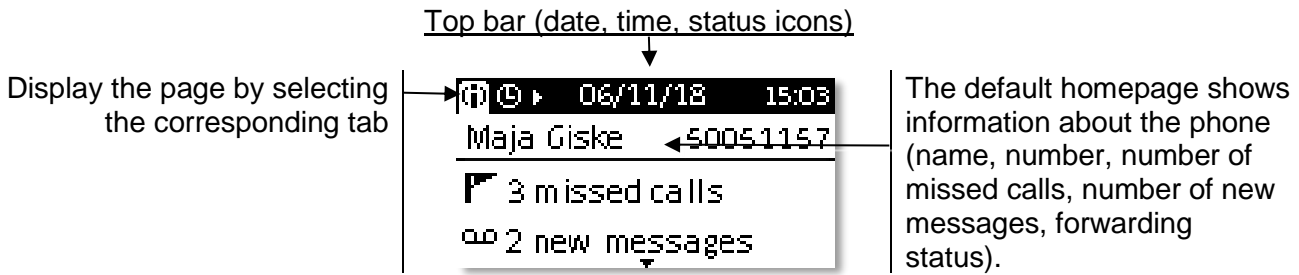 Top bar (date, time, status icons)
Display the page by selecting
the corresponding tab
06/11/18 15:03
Maja Giske 50051157
3 missed calls
2 new messages
The default homepage shows
information about the phone
(name, number, number of
missed calls, number of new
messages, forwarding
status).